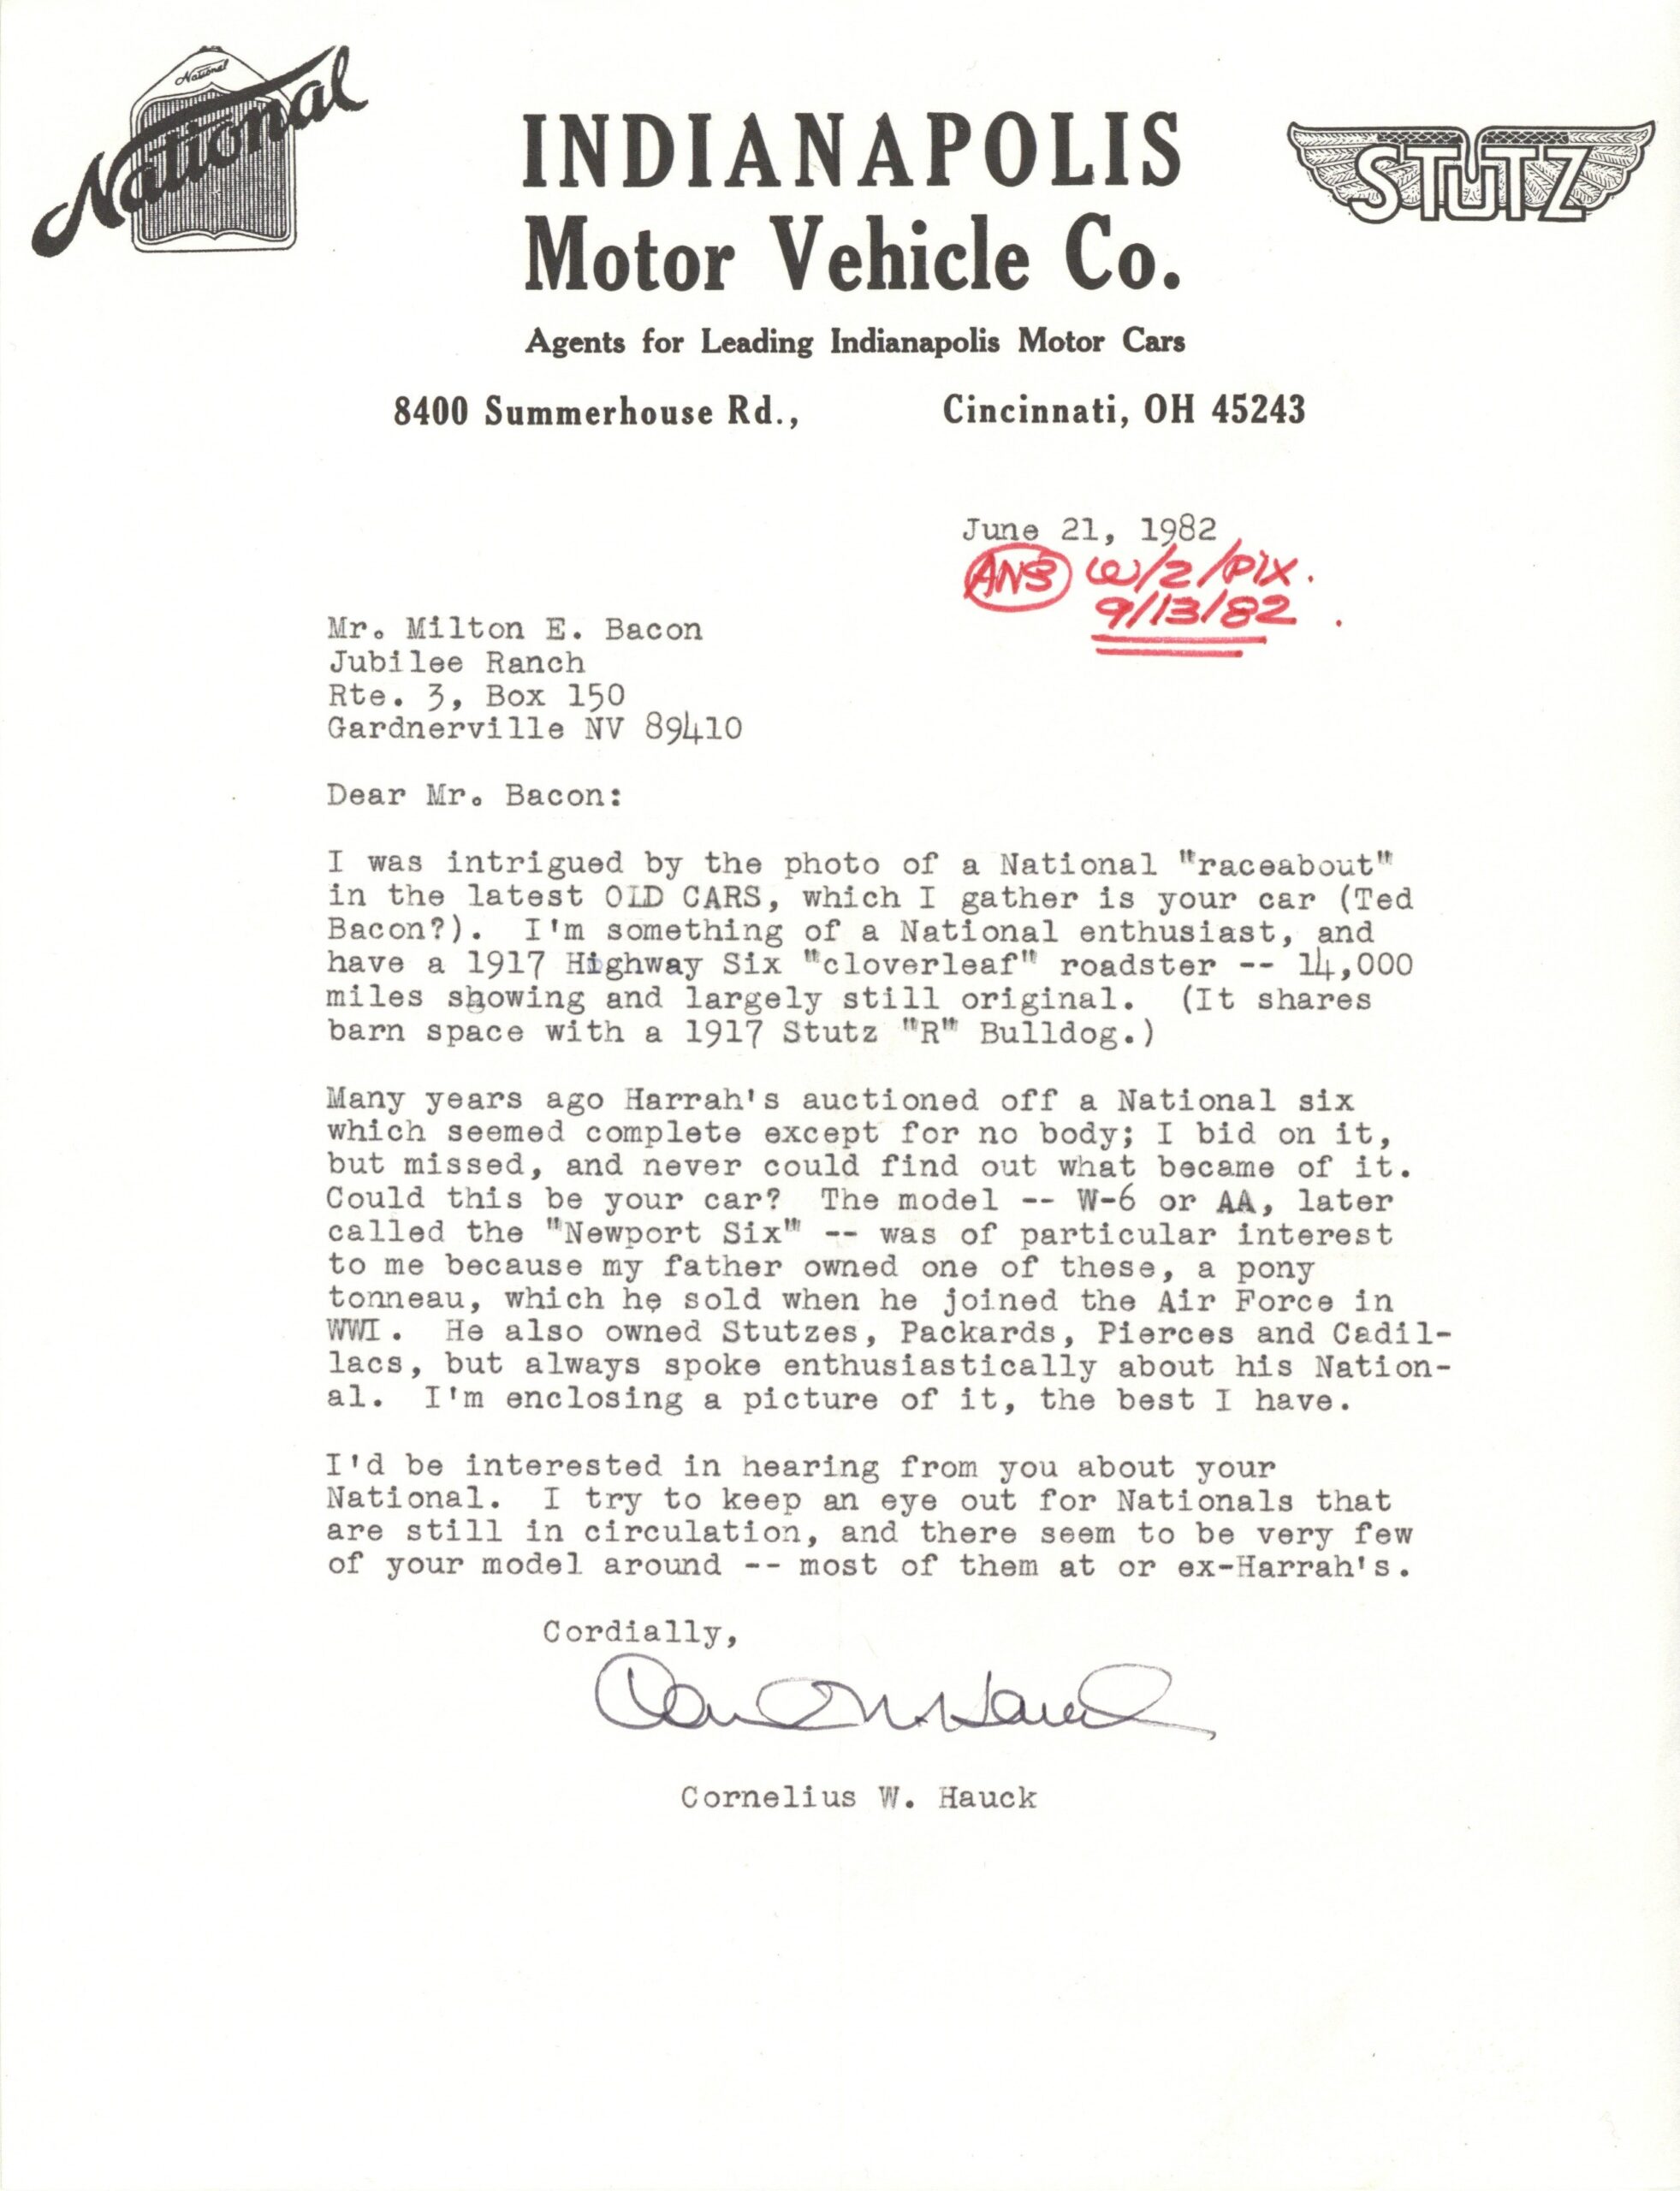 National
National
INDIANAPOLIS
Motor Vehicle Co.
STUTZ
Agents for Leading Indianapolis Motor Cars
8400 Summerhouse Rd., Cincinnati, OH 45243
June 21, 1982
ANS W/2/PIX.
9/13/82
Mr. Milton E. Bacon
Jubilee Ranch
Rte. 3, Box 150
Gardnerville NV 89410
Dear Mr. Bacon:
I was intrigued by the photo of a National "raceabout"
in the latest OLD CARS, which I gather is your car (Ted
Bacon?).  I'm something of a National enthusiast, and
have a 1917 Highway Six "cloverleaf" roadster -- 14,000
miles showing and largely still original.  (It shares
barn space with a 1917 Stutz "R" Bulldog.)
Many years ago Harrah's auctioned off a National six
which seemed complete except for no body; I bid on it,
but missed, and never could find out what became of it.
Could this be your car?  The model -- W-6 or AA, later
called the "Newport Six" -- was of particular interest
to me because my father owned one of these, a pony
tonneau, which he sold when he joined the Air Force in
WWI.  He also owned Stutzes, Packards, Pierces and Cadil-
lacs, but always spoke enthusiastically about his Nation-
al.  I'm enclosing a picture of it, the best I have.
I'd be interested in hearing from you about your
National.  I try to keep an eye out for Nationals that
are still in circulation, and there seem to be very few
of your model around -- most of them at or ex-Harrah's.
Cordially,
Cornelius W. Hauck
Cornelius W. Hauck